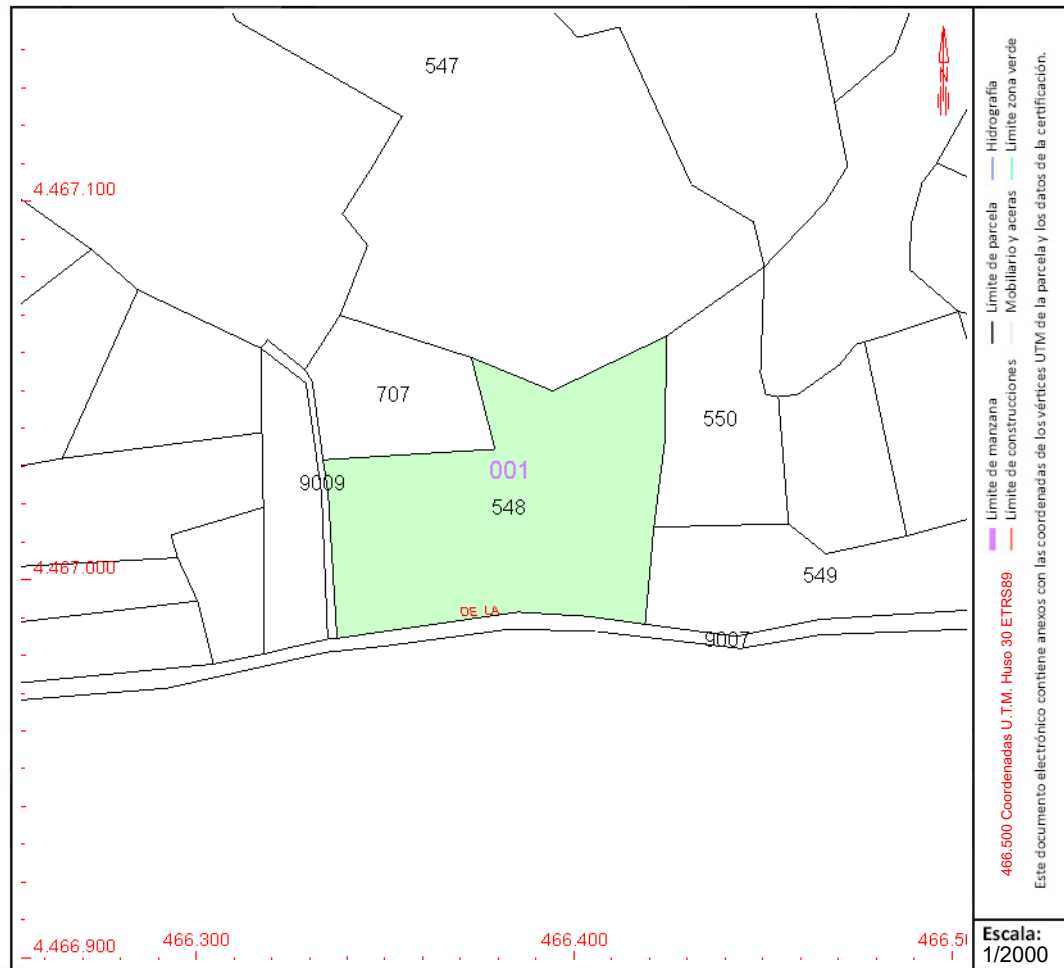 547
4.467.100
707
550
001
9009
548
4.467.000
549
DE LA
9007
4.466.900
466.300
466.400
466.5
N
Límite de manzana
Límite de parcela
Hidrografía
Límite de construcciones
Mobiliario y aceras
Límite zona verde
466.500 Coordenadas U.T.M. Huso 30 ETRS89
Este documento electrónico contiene anexos con las coordenadas de los vértices UTM de la parcela y los datos de la certificación.
Escala:
1/2000